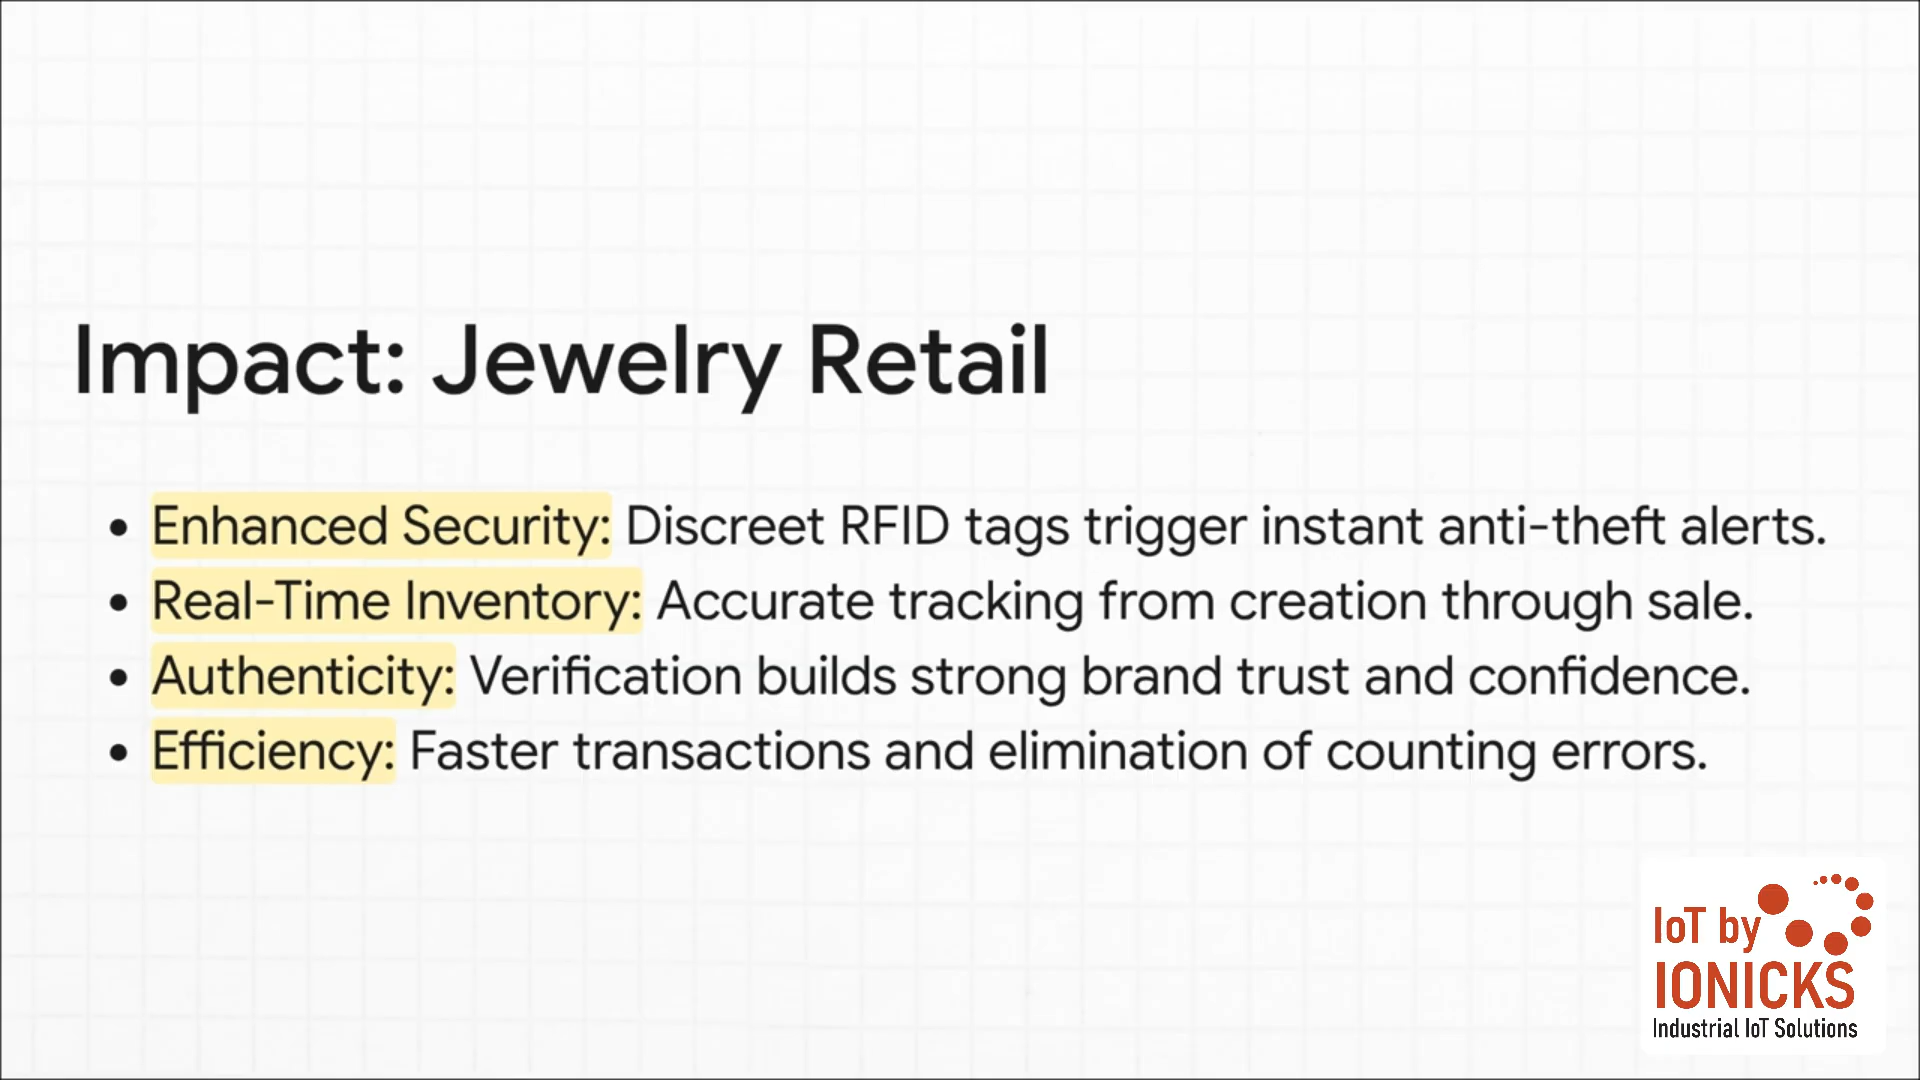 Impact: Jewelry Retail
• Enhanced Security: Discreet RFID tags trigger instant anti-theft alerts.
• Real-Time Inventory: Accurate tracking from creation through sale.
• Authenticity: Verification builds strong brand trust and confidence.
• Efficiency: Faster transactions and elimination of counting errors.
IoT by
IONICKS
Industrial IoT Solutions